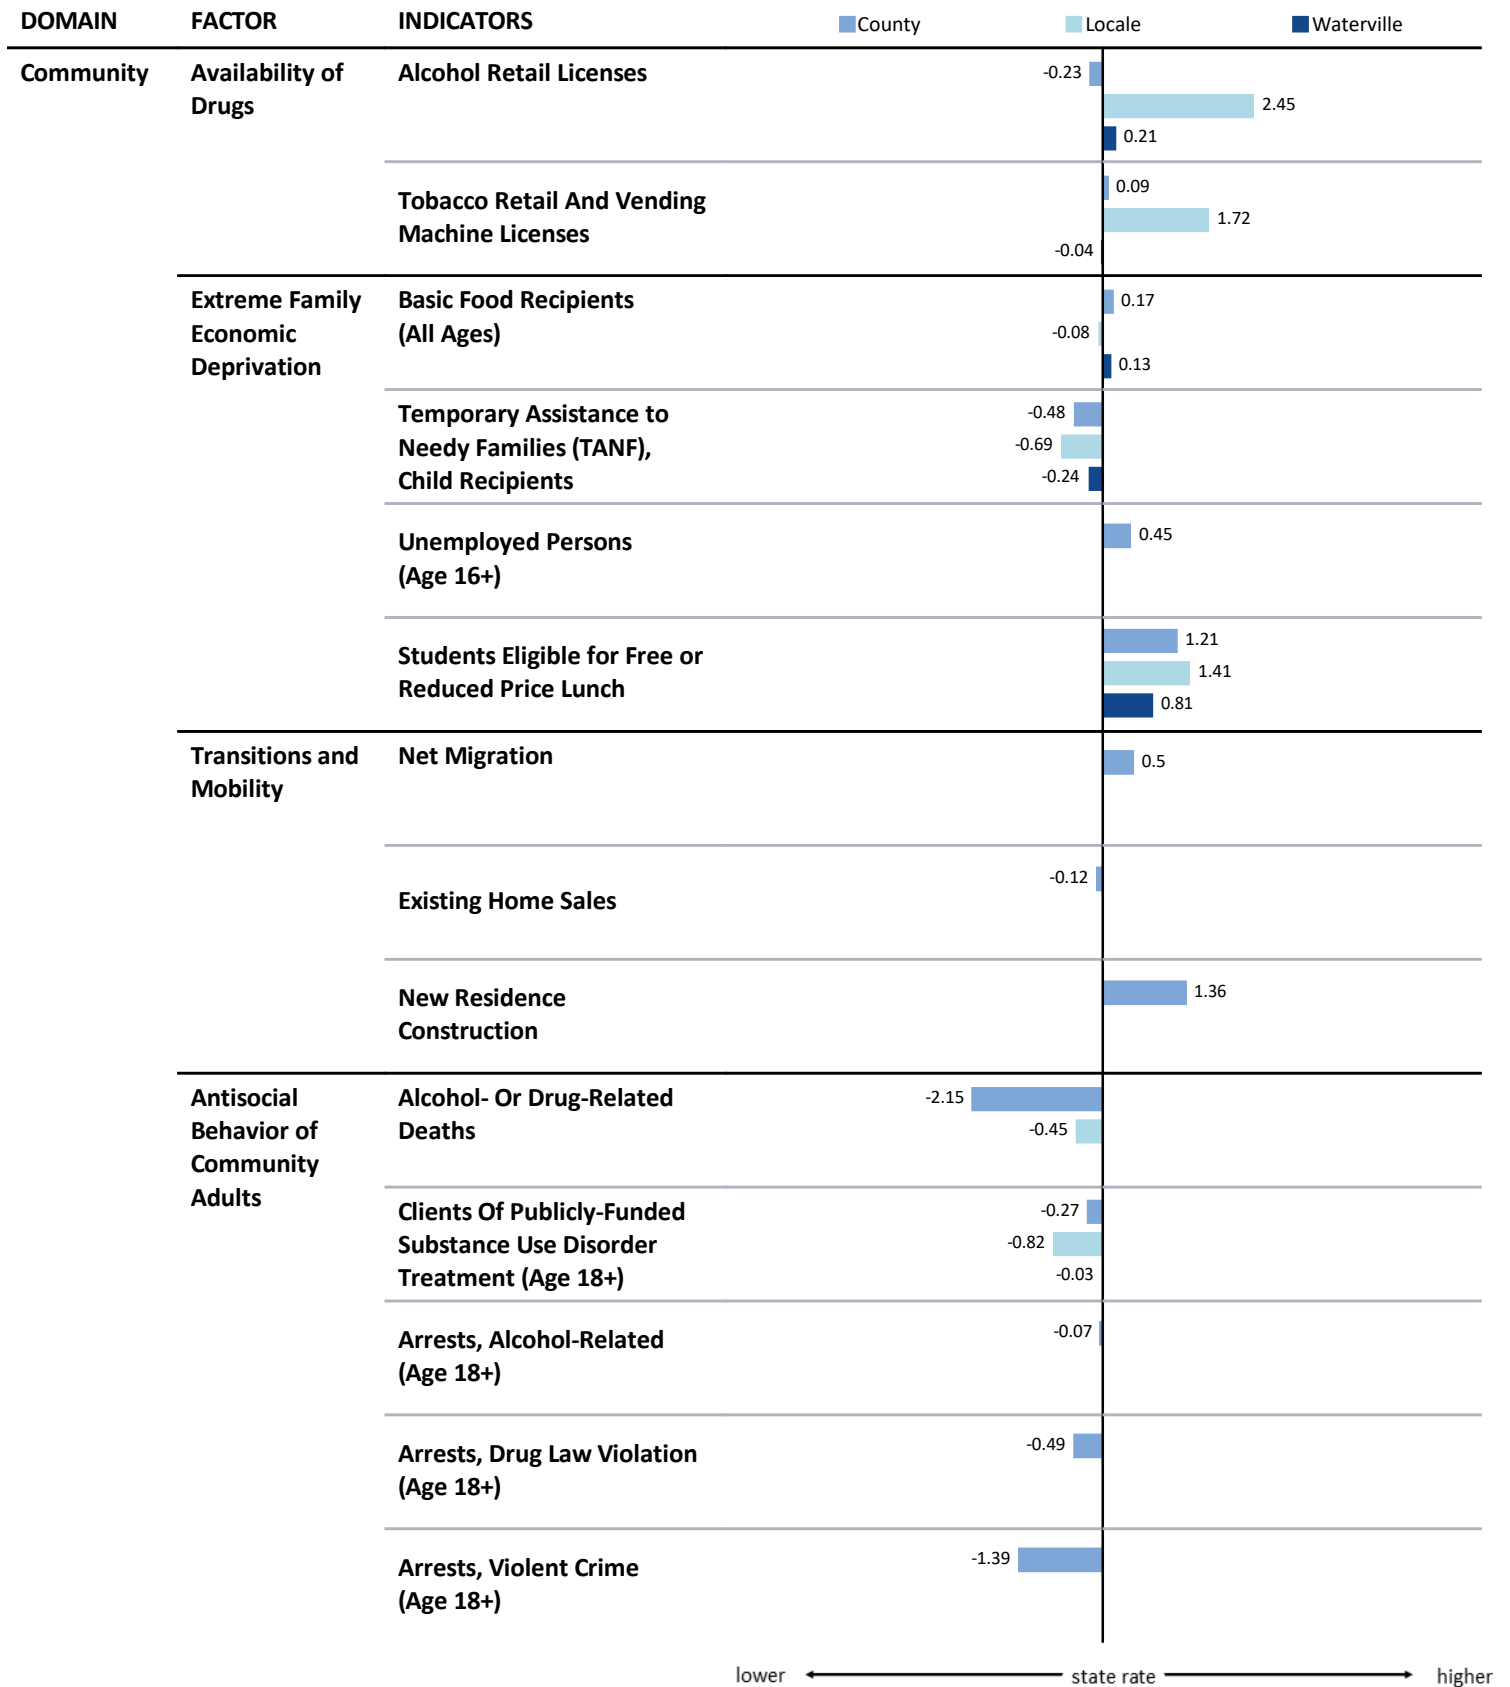 DOMAIN FACTOR INDICATORS County Locale Waterville
Community Availability of Alcohol Retail Licenses -0.23
Drugs 2.45
0.21
0.09
Tobacco Retail And Vending 1.72
Machine Licenses -0.04
Extreme Family Basic Food Recipients 0.17
Economic (All Ages) -0.08
Deprivation 0.13
Temporary Assistance to -0.48
Needy Families (TANF), -0.69
Child Recipients -0.24
Unemployed Persons 0.45
(Age 16+)
1.21
Students Eligible for Free or 1.41
Reduced Price Lunch 0.81
Transitions and Net Migration 0.5
Mobility
-0.12
Existing Home Sales
New Residence 1.36
Construction
Antisocial Alcohol- Or Drug-Related -2.15
Behavior of Deaths -0.45
Community
Adults
Clients Of Publicly-Funded -0.27
Substance Use Disorder -0.82
Treatment (Age 18+) -0.03
Arrests, Alcohol-Related -0.07
(Age 18+)
Arrests, Drug Law Violation -0.49
(Age 18+)
Arrests, Violent Crime -1.39
(Age 18+)
lower state rate higher